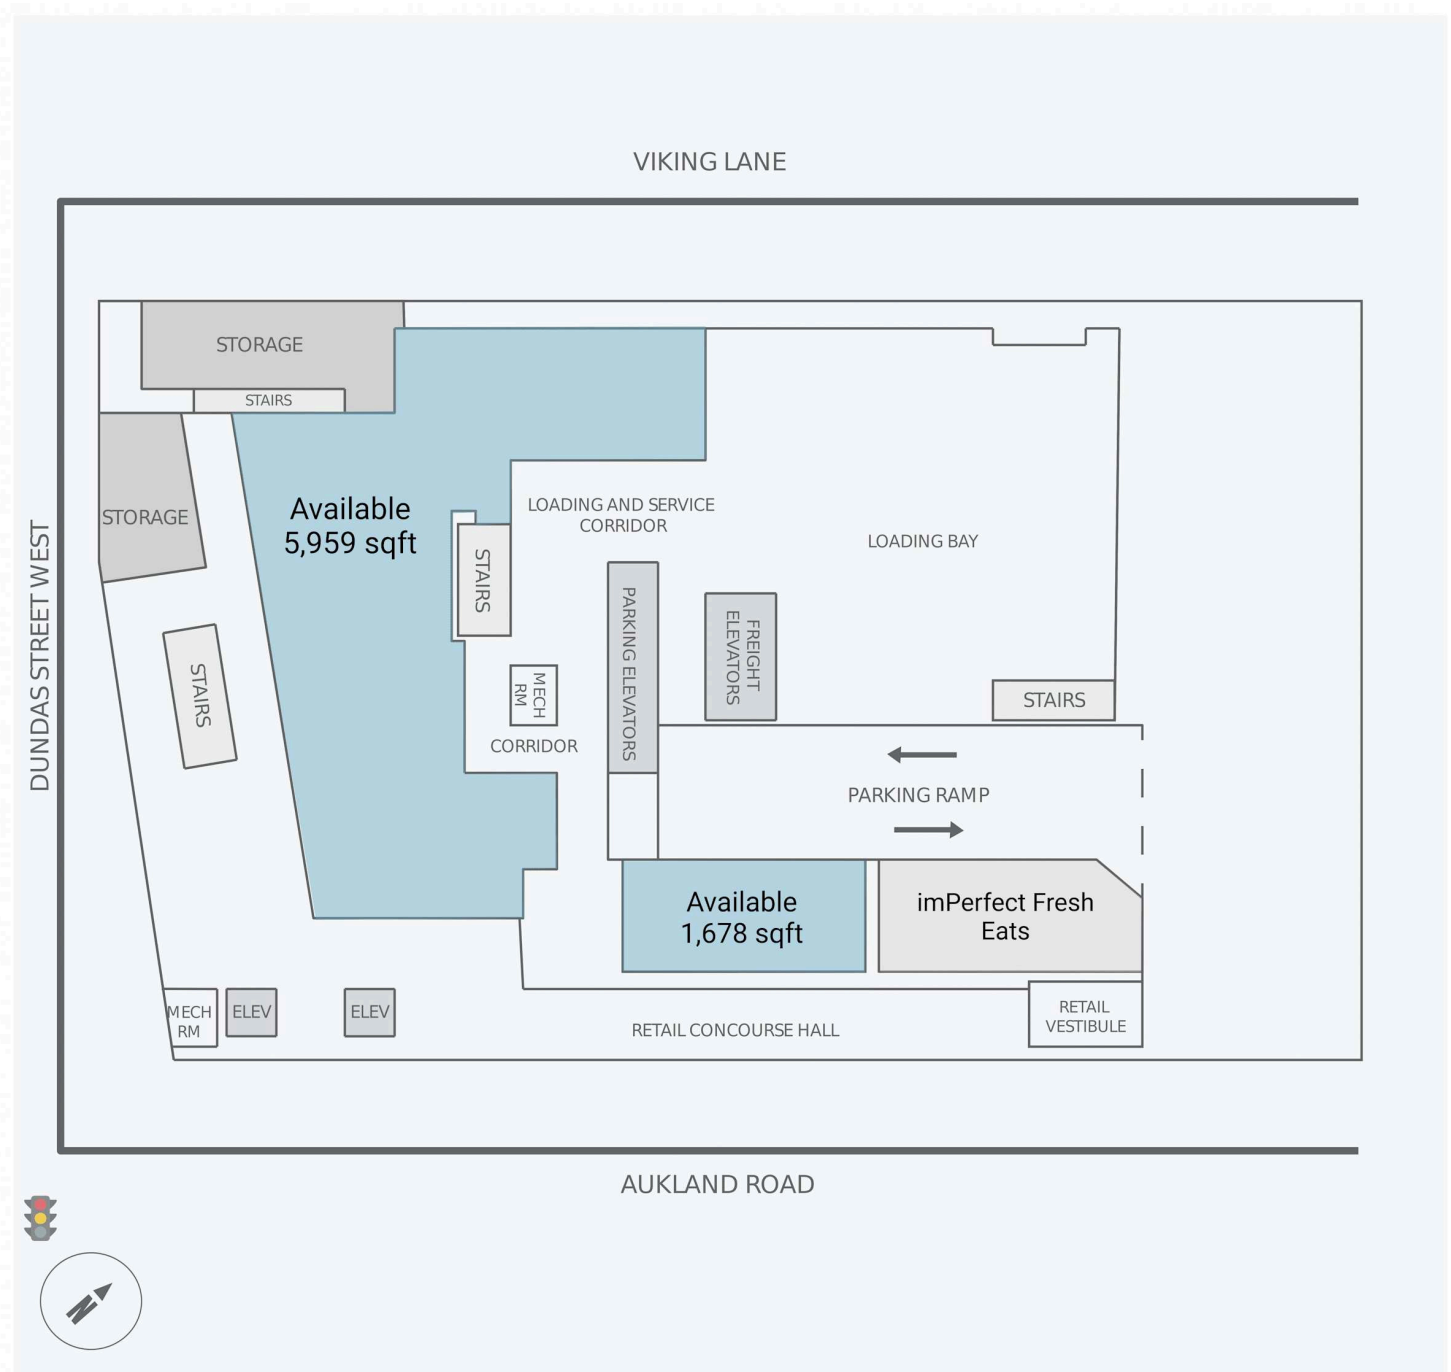 VIKING LANE
STORAGE
STAIRS
STORAGE
Available
5,959 sqft
LOADING AND SERVICE
CORRIDOR
LOADING BAY
STAIRS
DUNDAS STREET WEST
STAIRS
MECH
RM
CORRIDOR
PARKING ELEVATORS
FREIGHT
ELEVATORS
STAIRS
PARKING RAMP
Available
1,678 sqft
imPerfect Fresh
Eats
MECH
RM
ELEV
ELEV
RETAIL CONCOURSE HALL
RETAIL
VESTIBULE
AUKLAND ROAD
N